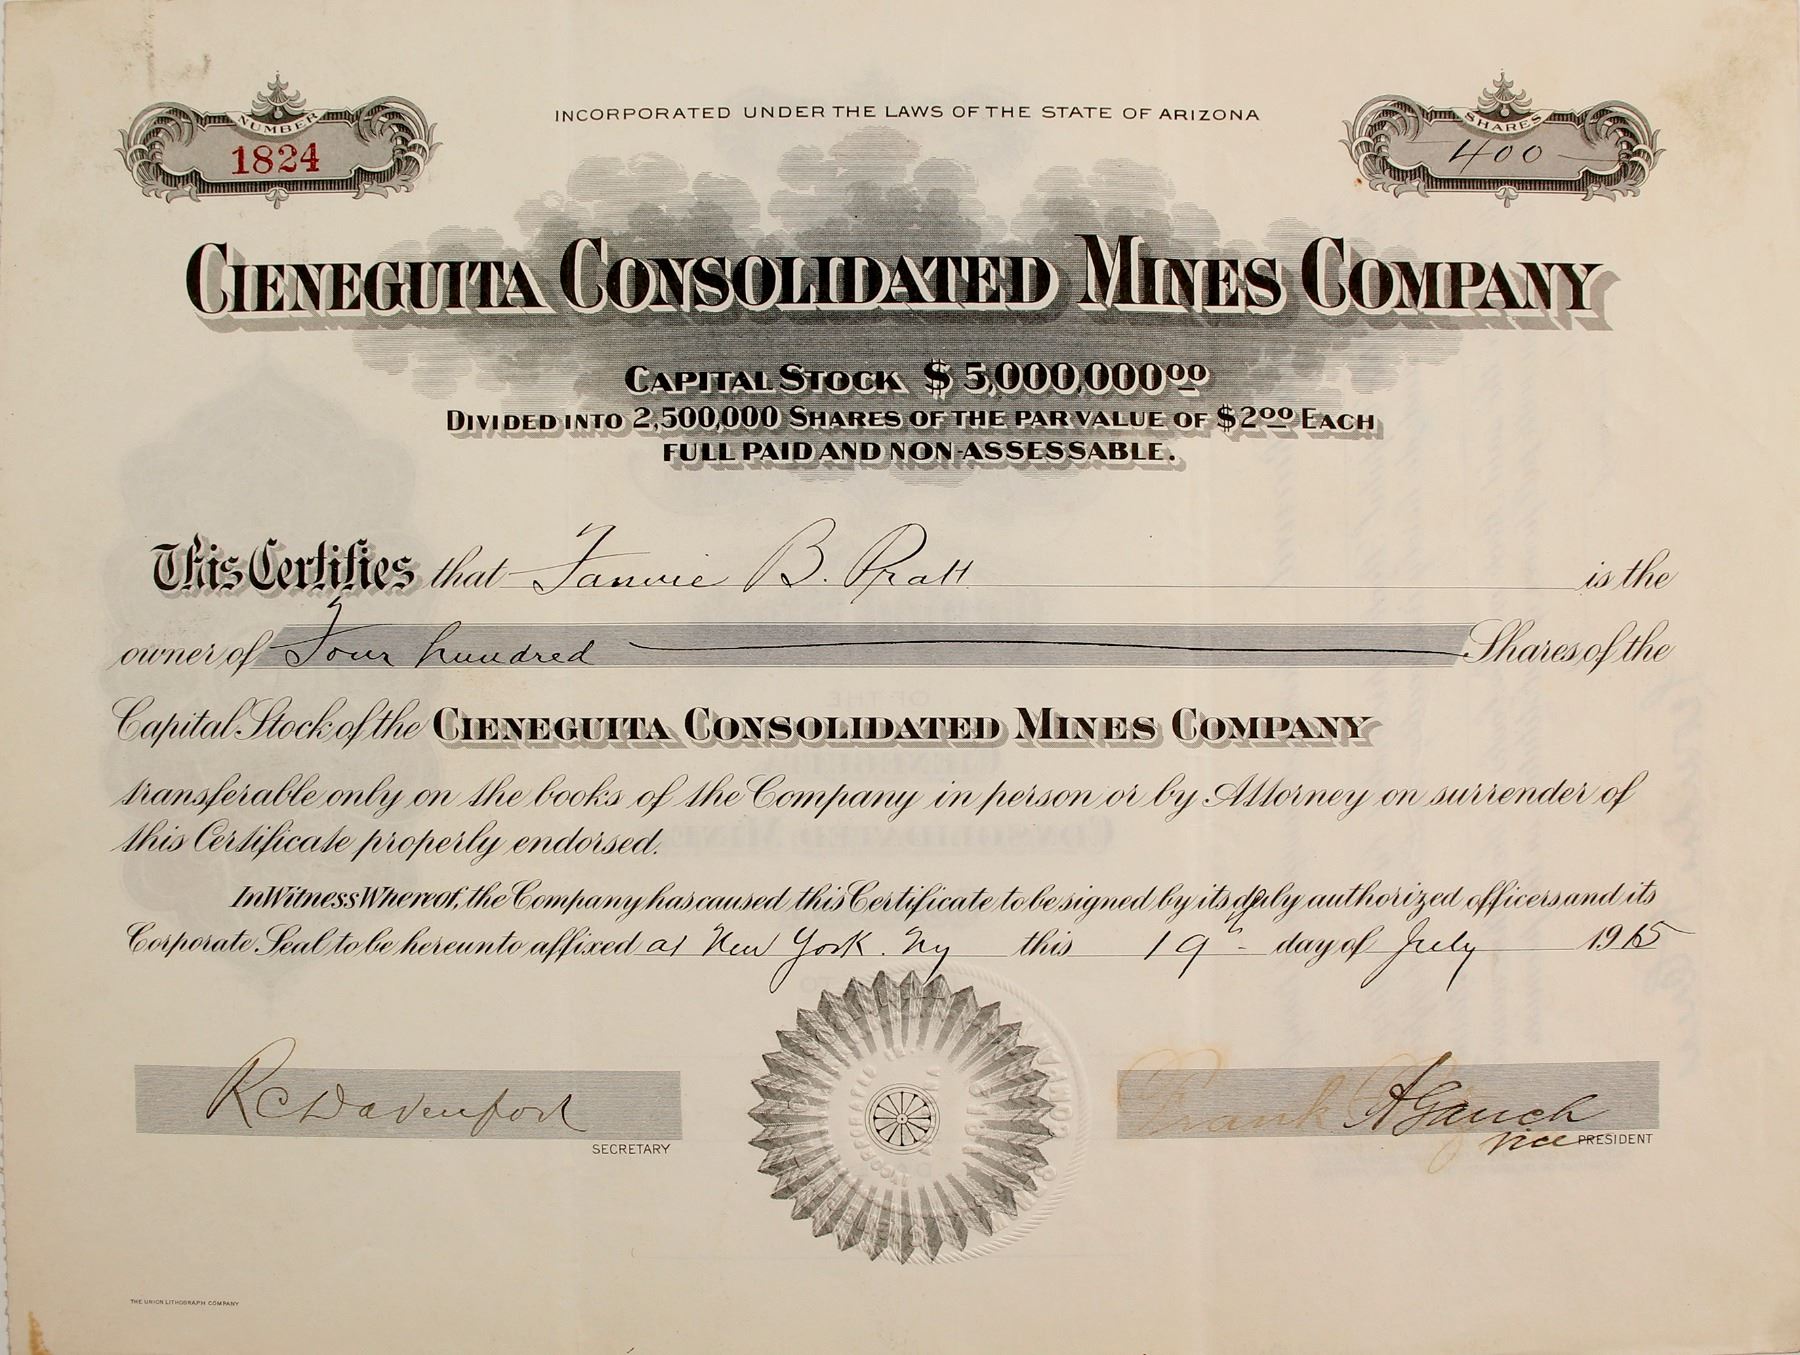 NUMBER
1824
INCORPORATED UNDER THE LAWS OF THE STATE OF ARIZONA
SHARES
400
CIENEGUITA CONSOLIDATED MINES COMPANY
CAPITAL STOCK $5,000,000.00
DIVIDED INTO 2,500,000 SHARES OF THE PAR VALUE OF $2.00 EACH
FULL PAID AND NON-ASSESSABLE.
This Certifies that Fannie B. Pratt is the
owner of Four hundred Shares of the
Capital Stock of the CIENEGUITA CONSOLIDATED MINES COMPANY
transferable only on the books of the Company in person or by Attorney on surrender of
this Certificate properly endorsed.
In Witness Whereof, the Company has caused this Certificate to be signed by its duly authorized officers and its
Corporate Seal to be hereunto affixed at New York. Ny this 19th day of July 1915
R C Davenport
SECRETARY
Frank
A Gauch
Vice PRESIDENT
THE UNION LITHOGRAPH COMPANY